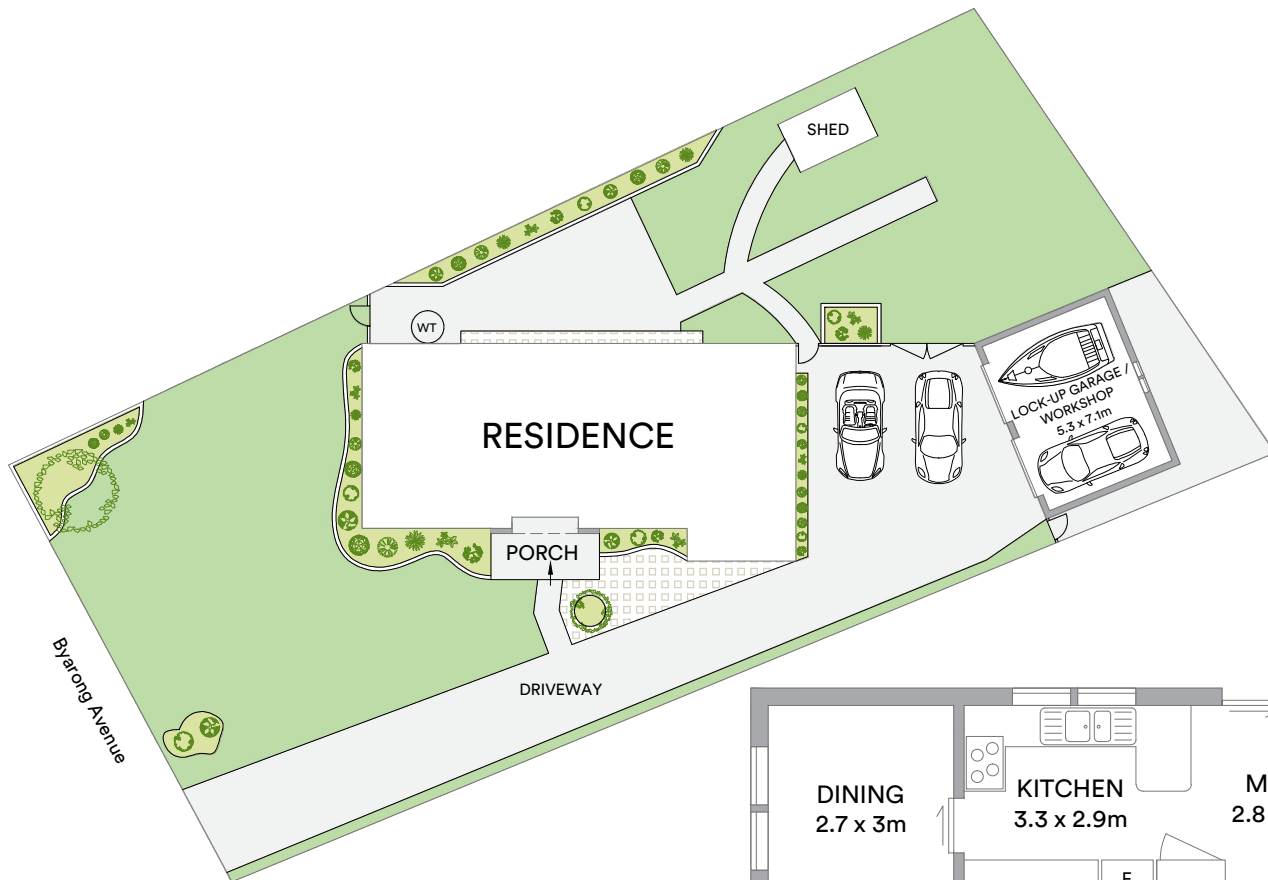 SHED
WT
LOCK-UP GARAGE /
WORKSHOP
5.3 x 7.1m
RESIDENCE
PORCH
Byarong Avenue
DRIVEWAY
DINING
2.7 x 3m
KITCHEN
3.3 x 2.9m
M
2.8
F